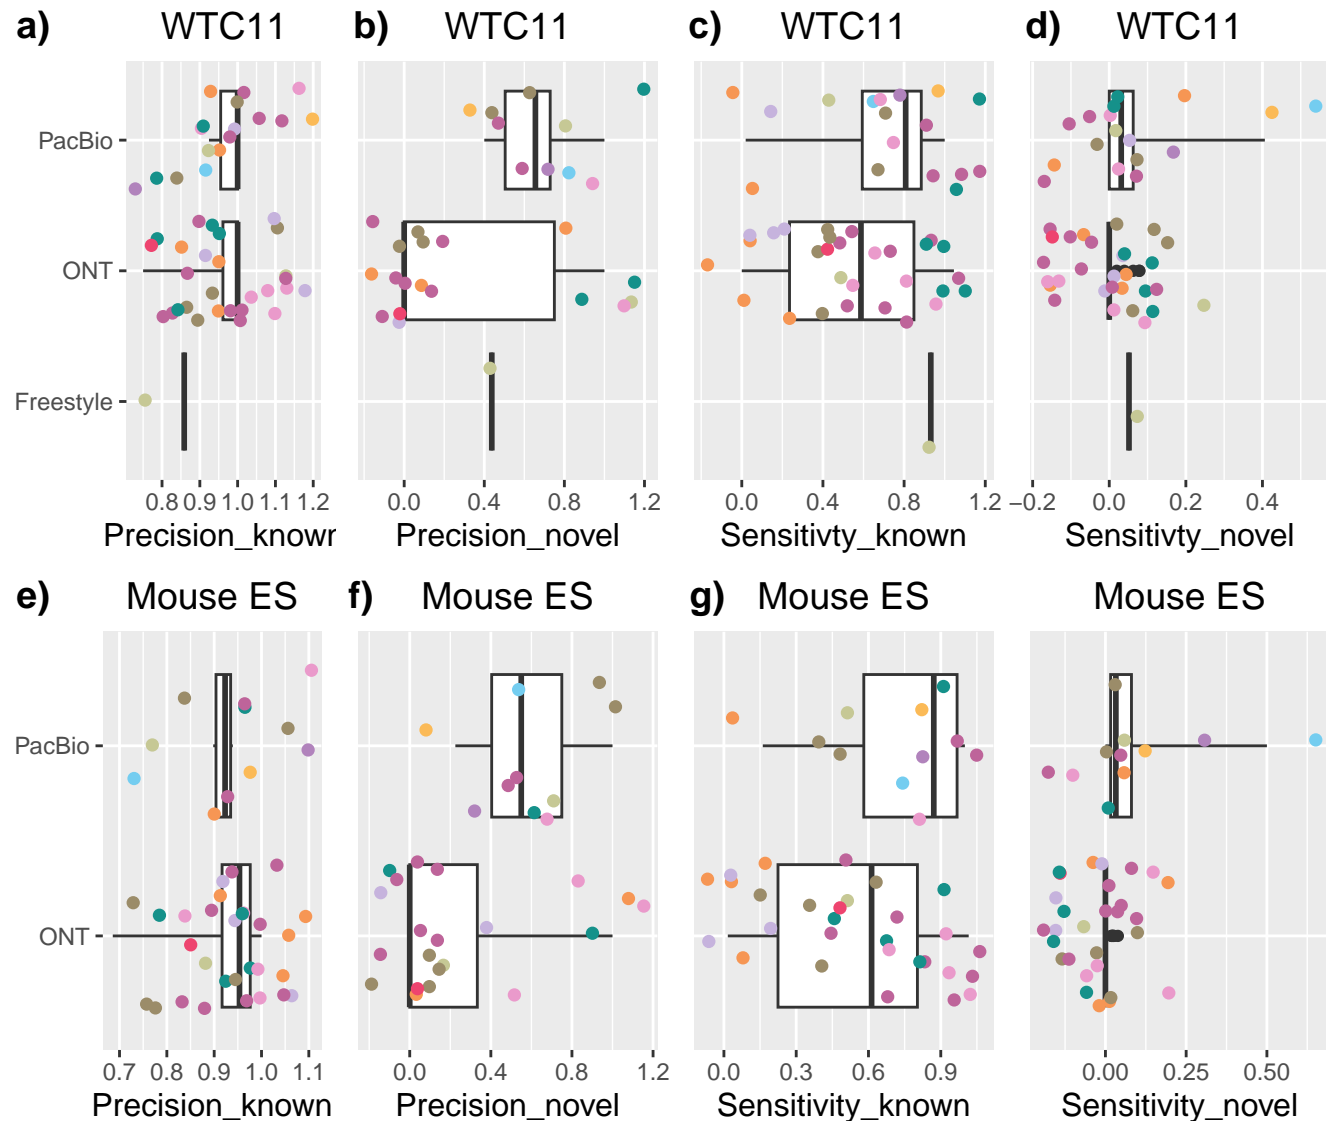 a) WTC11 b) WTC11 c) WTC11 d) WTC11
PacBio
ONT
Freestyle
0.8 0.9 1.0 1.1 1.2 0.0 0.4 0.8 1.2 0.0 0.4 0.8 1.2 −0.2 0.0 0.2 0.4
Precision_known Precision_novel Sensitivty_known Sensitivty_novel
e) Mouse ES f) Mouse ES g) Mouse ES Mouse ES
PacBio
ONT
0.7 0.8 0.9 1.0 1.1 0.0 0.4 0.8 1.2 0.0 0.3 0.6 0.9 0.00 0.25 0.50
Precision_known Precision_novel Sensitivity_known Sensitivity_novel